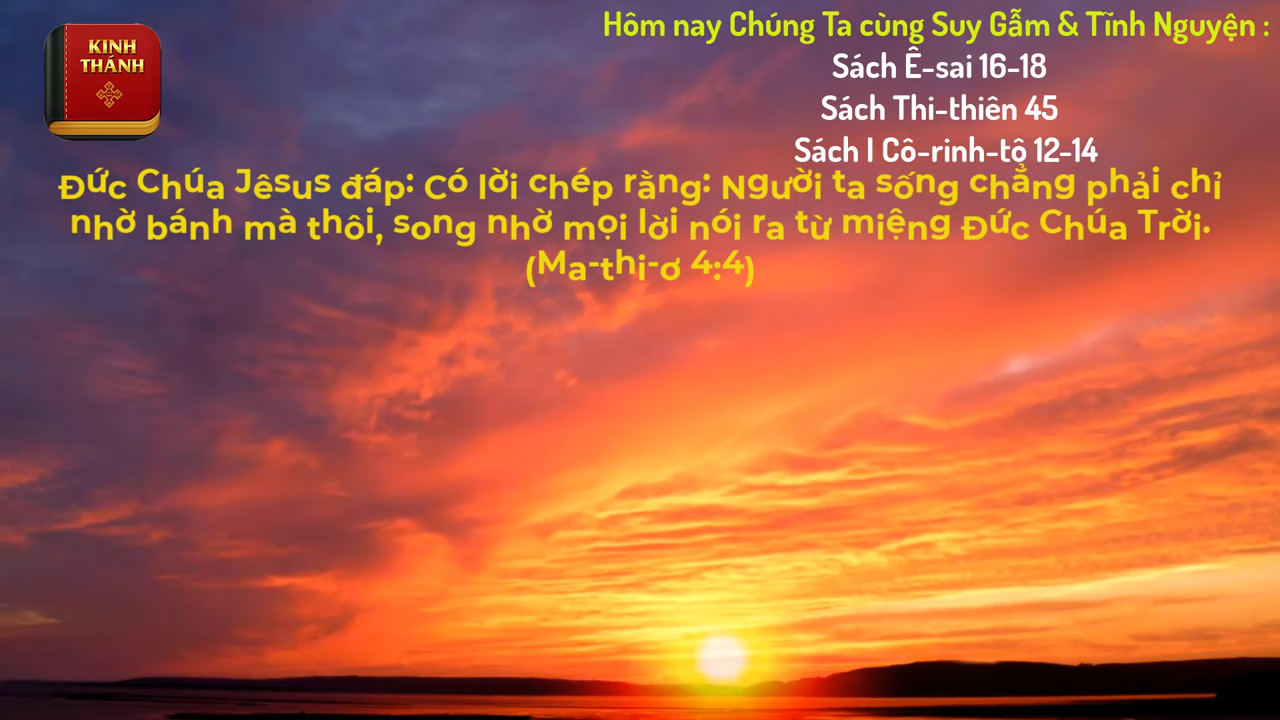 KINH
THÁNH
Hôm nay Chúng Ta cùng Suy Gẫm & Tĩnh Nguyện :
Sách Ê-sai 16-18
Sách Thi-thiên 45
Sách I Cô-rinh-tô 12-14
Đức Chúa Jêsus đáp: Có lời chép rằng: Người ta sống chẳng phải chỉ
nhờ bánh mà thôi, song nhờ mọi lời nói ra từ miệng Đức Chúa Trời.
(Ma-thi-ơ 4:4)